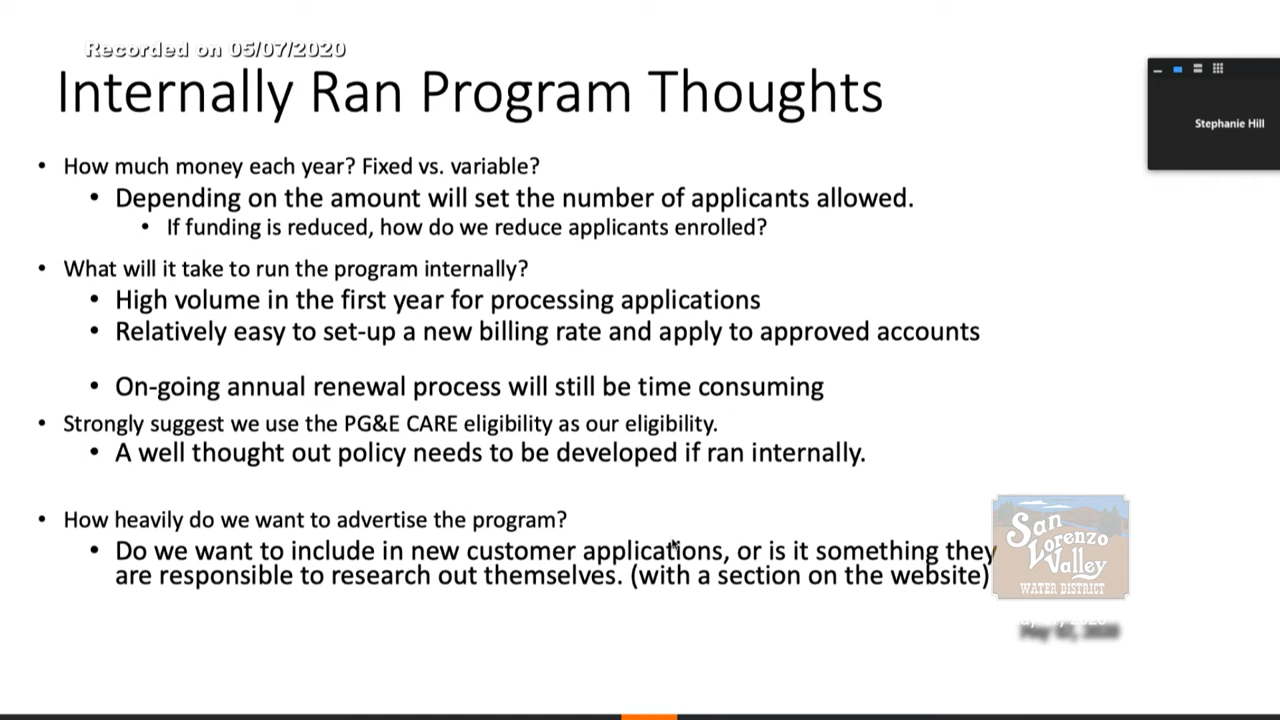 Recorded on 05/07/2020
Internally Ran Program Thoughts
Stephanie Hill
• How much money each year? Fixed vs. variable?
• Depending on the amount will set the number of applicants allowed.
• If funding is reduced, how do we reduce applicants enrolled?
• What will it take to run the program internally?
• High volume in the first year for processing applications
• Relatively easy to set-up a new billing rate and apply to approved accounts
• On-going annual renewal process will still be time consuming
• Strongly suggest we use the PG&E CARE eligibility as our eligibility.
• A well thought out policy needs to be developed if ran internally.
• How heavily do we want to advertise the program?
• Do we want to include in new customer applications, or is it something they
are responsible to research out themselves. (with a section on the website)
San
Lorenzo
Valley
WATER DISTRICT